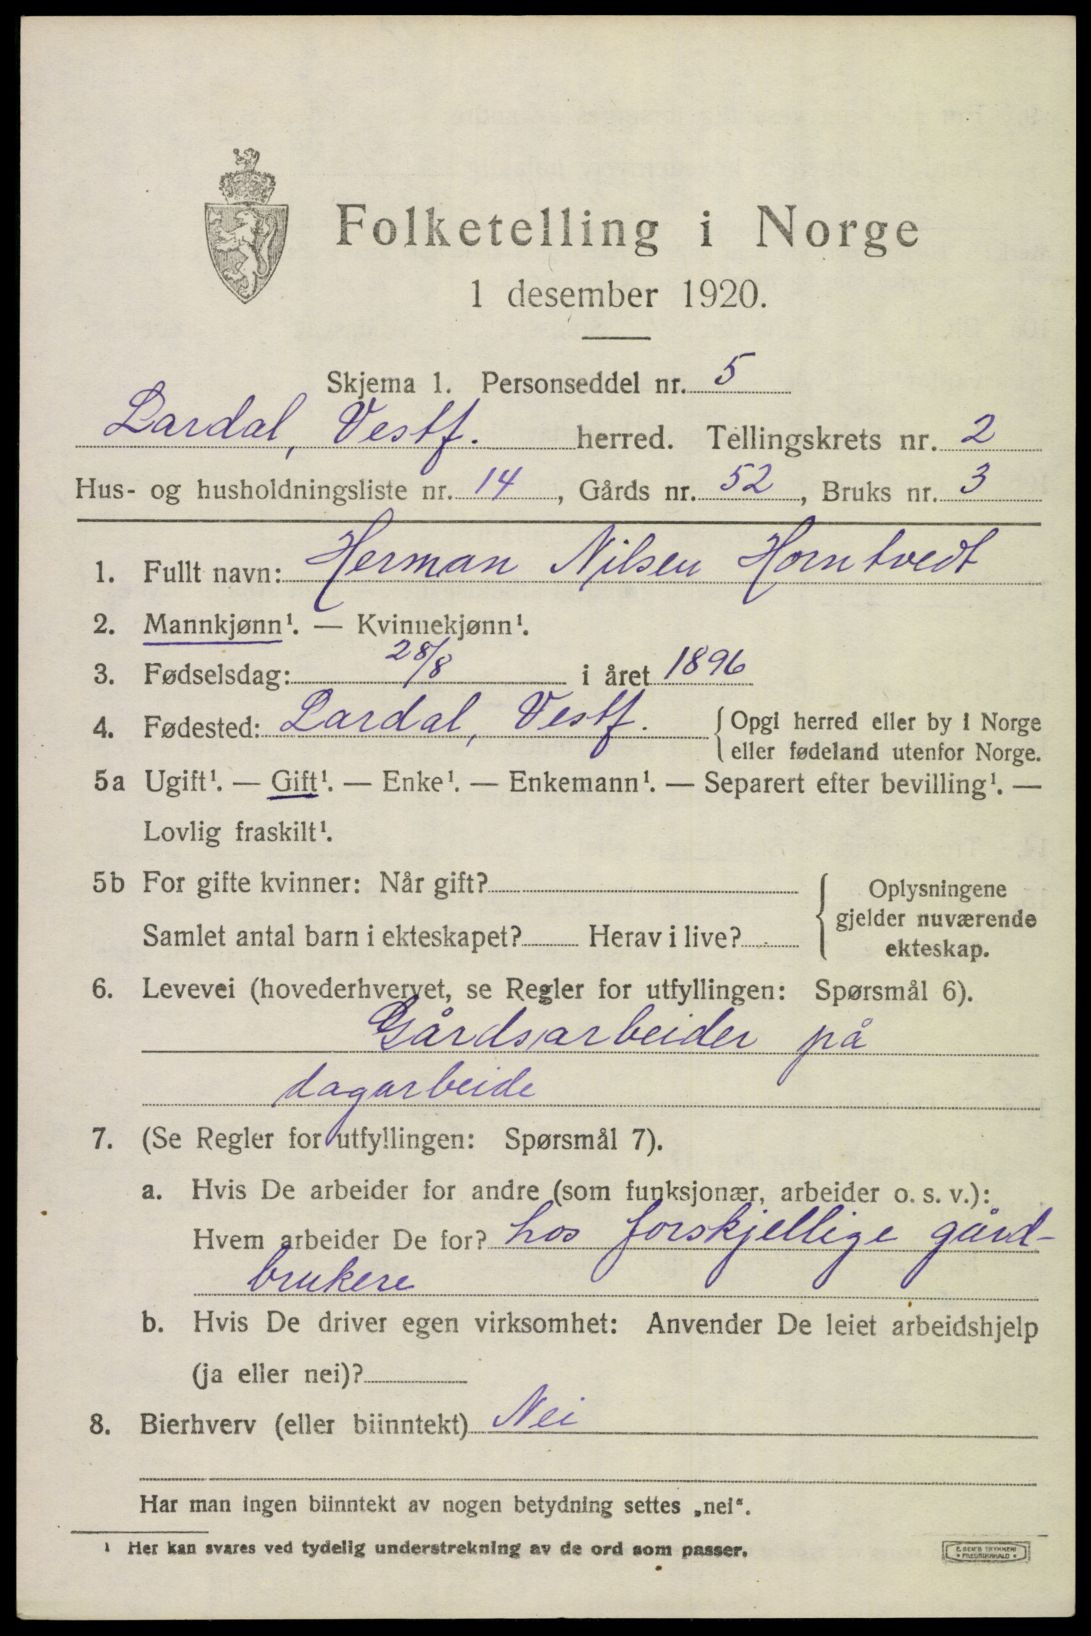 Folketelling i Norge
1 desember 1920.
Skjema 1. Personseddel nr. 5
Lardal, Vestf. herred. Tellingskrets nr. 2
Hus- og husholdningsliste nr. 14, Gårds nr. 52, Bruks nr. 3
1. Fullt navn: Herman Nilsen Horntvedt
2. Mannkjønn¹. — Kvinnekjønn¹.
3. Fødselsdag: 28/8 i året 1896
4. Fødested: Lardal, Vestf. { Opgi herred eller by i Norge
eller fødeland utenfor Norge.
5a Ugift¹. — Gift¹. — Enke¹. — Enkemann¹. — Separert efter bevilling¹. —
Lovlig fraskilt¹.
5b For gifte kvinner: Når gift?
Samlet antal barn i ekteskapet? Herav i live?
Oplysningene
gjelder nuværende
ekteskap.
6. Levevei (hovederhvervet, se Regler for utfyllingen: Spørsmål 6).
Gårdsarbeider på
dagarbeide
7. (Se Regler for utfyllingen: Spørsmål 7).
a. Hvis De arbeider for andre (som funksjonær, arbeider o. s. v.):
Hvem arbeider De for? hos forskjellige gård-
brukere
b. Hvis De driver egen virksomhet: Anvender De leiet arbeidshjelp
(ja eller nei)?
8. Bierhverv (eller biinntekt) Nei
Har man ingen biinntekt av nogen betydning settes „nei".
¹ Her kan svares ved tydelig understrekning av de ord som passer.